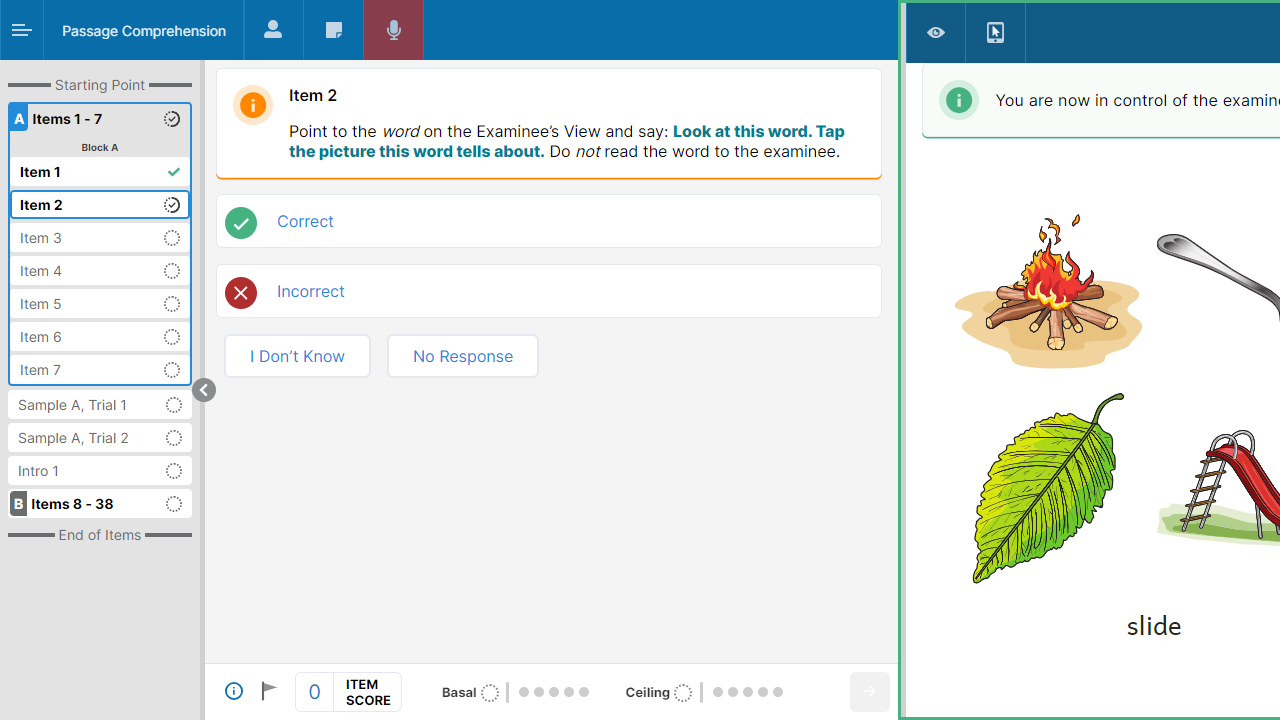 Passage Comprehension
Starting Point
A Items 1 - 7
Block A
Item 1
Item 2
Item 3
Item 4
Item 5
Item 6
Item 7
Sample A, Trial 1
Sample A, Trial 2
Intro 1
B Items 8 - 38
End of Items
Item 2
Point to the word on the Examinee’s View and say: Look at this word. Tap
the picture this word tells about. Do not read the word to the examinee.
Correct
Incorrect
I Don’t Know
No Response
0 ITEM
SCORE
Basal
Ceiling
You are now in control of the
slide